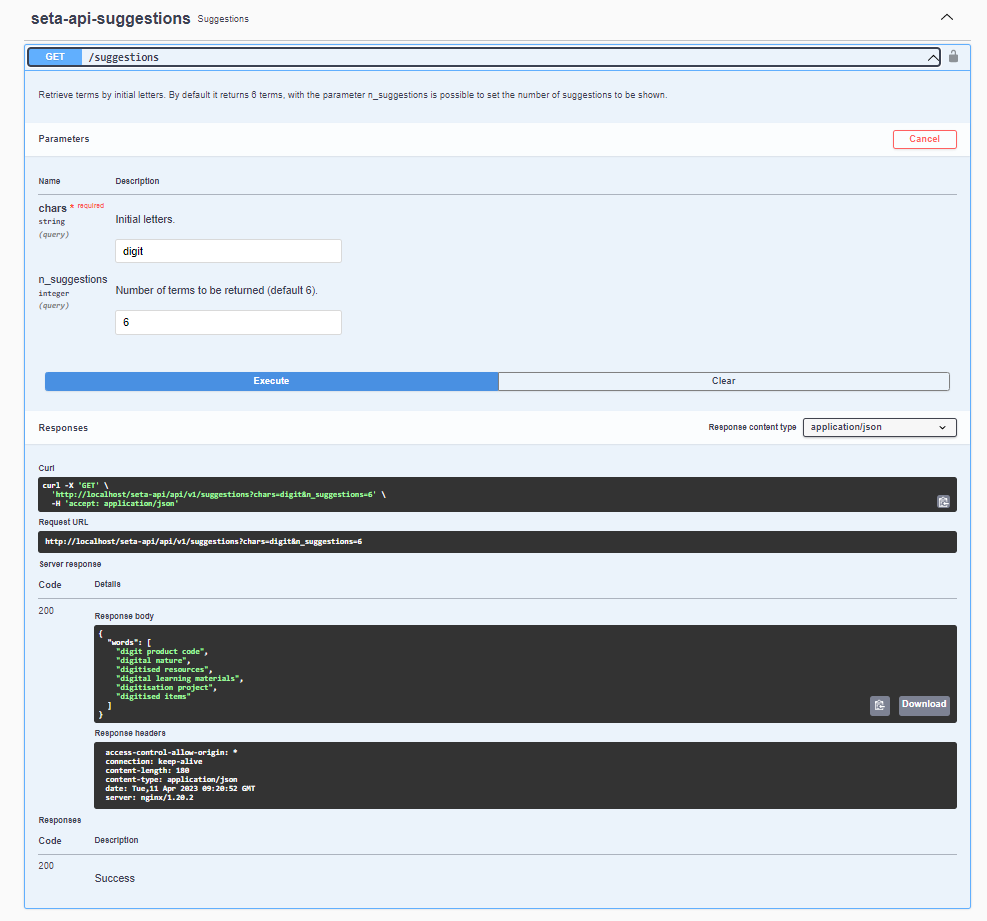 seta-api-suggestions Suggestions
GET /suggestions
Retrieve terms by initial letters. By default it returns 6 terms, with the parameter n_suggestions is possible to set the number of suggestions to be shown.
Parameters
Cancel
Name Description
chars * required
string
(query)
Initial letters.
digit
n_suggestions
integer
(query)
Number of terms to be returned (default 6).
6
Execute Clear
Responses
Response content type application/json
Curl
curl -X 'GET' \
'http://localhost/seta-api/api/v1/suggestions?chars=digit&n_suggestions=6' \
-H 'accept: application/json'
Request URL
http://localhost/seta-api/api/v1/suggestions?chars=digit&n_suggestions=6
Server response
Code Details
200
Response body
{
"words": [
"digit product code",
"digital mature",
"digitised resources",
"digital learning materials",
"digitisation project",
"digitised items"
]
}
Download
Response headers
access-control-allow-origin: *
connection: keep-alive
content-length: 180
content-type: application/json
date: Tue,11 Apr 2023 09:20:52 GMT
server: nginx/1.20.2
Responses
Code Description
200
Success